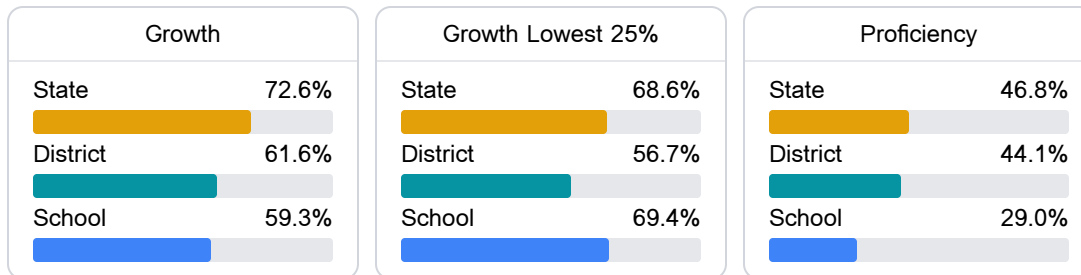 Growth
State 72.6%
District 61.6%
School 59.3%
Growth Lowest 25%
State 68.6%
District 56.7%
School 69.4%
Proficiency
State 46.8%
District 44.1%
School 29.0%